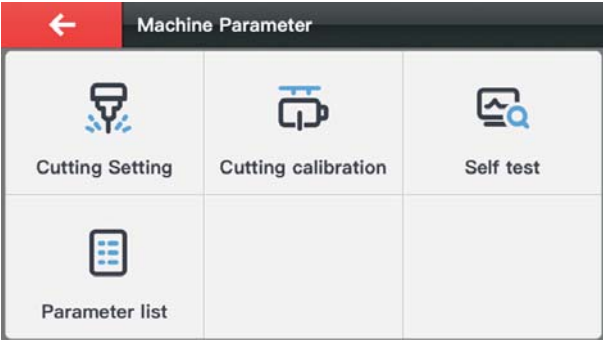 Machine Parameter
Cutting Setting
Cutting calibration
Self test
Parameter list